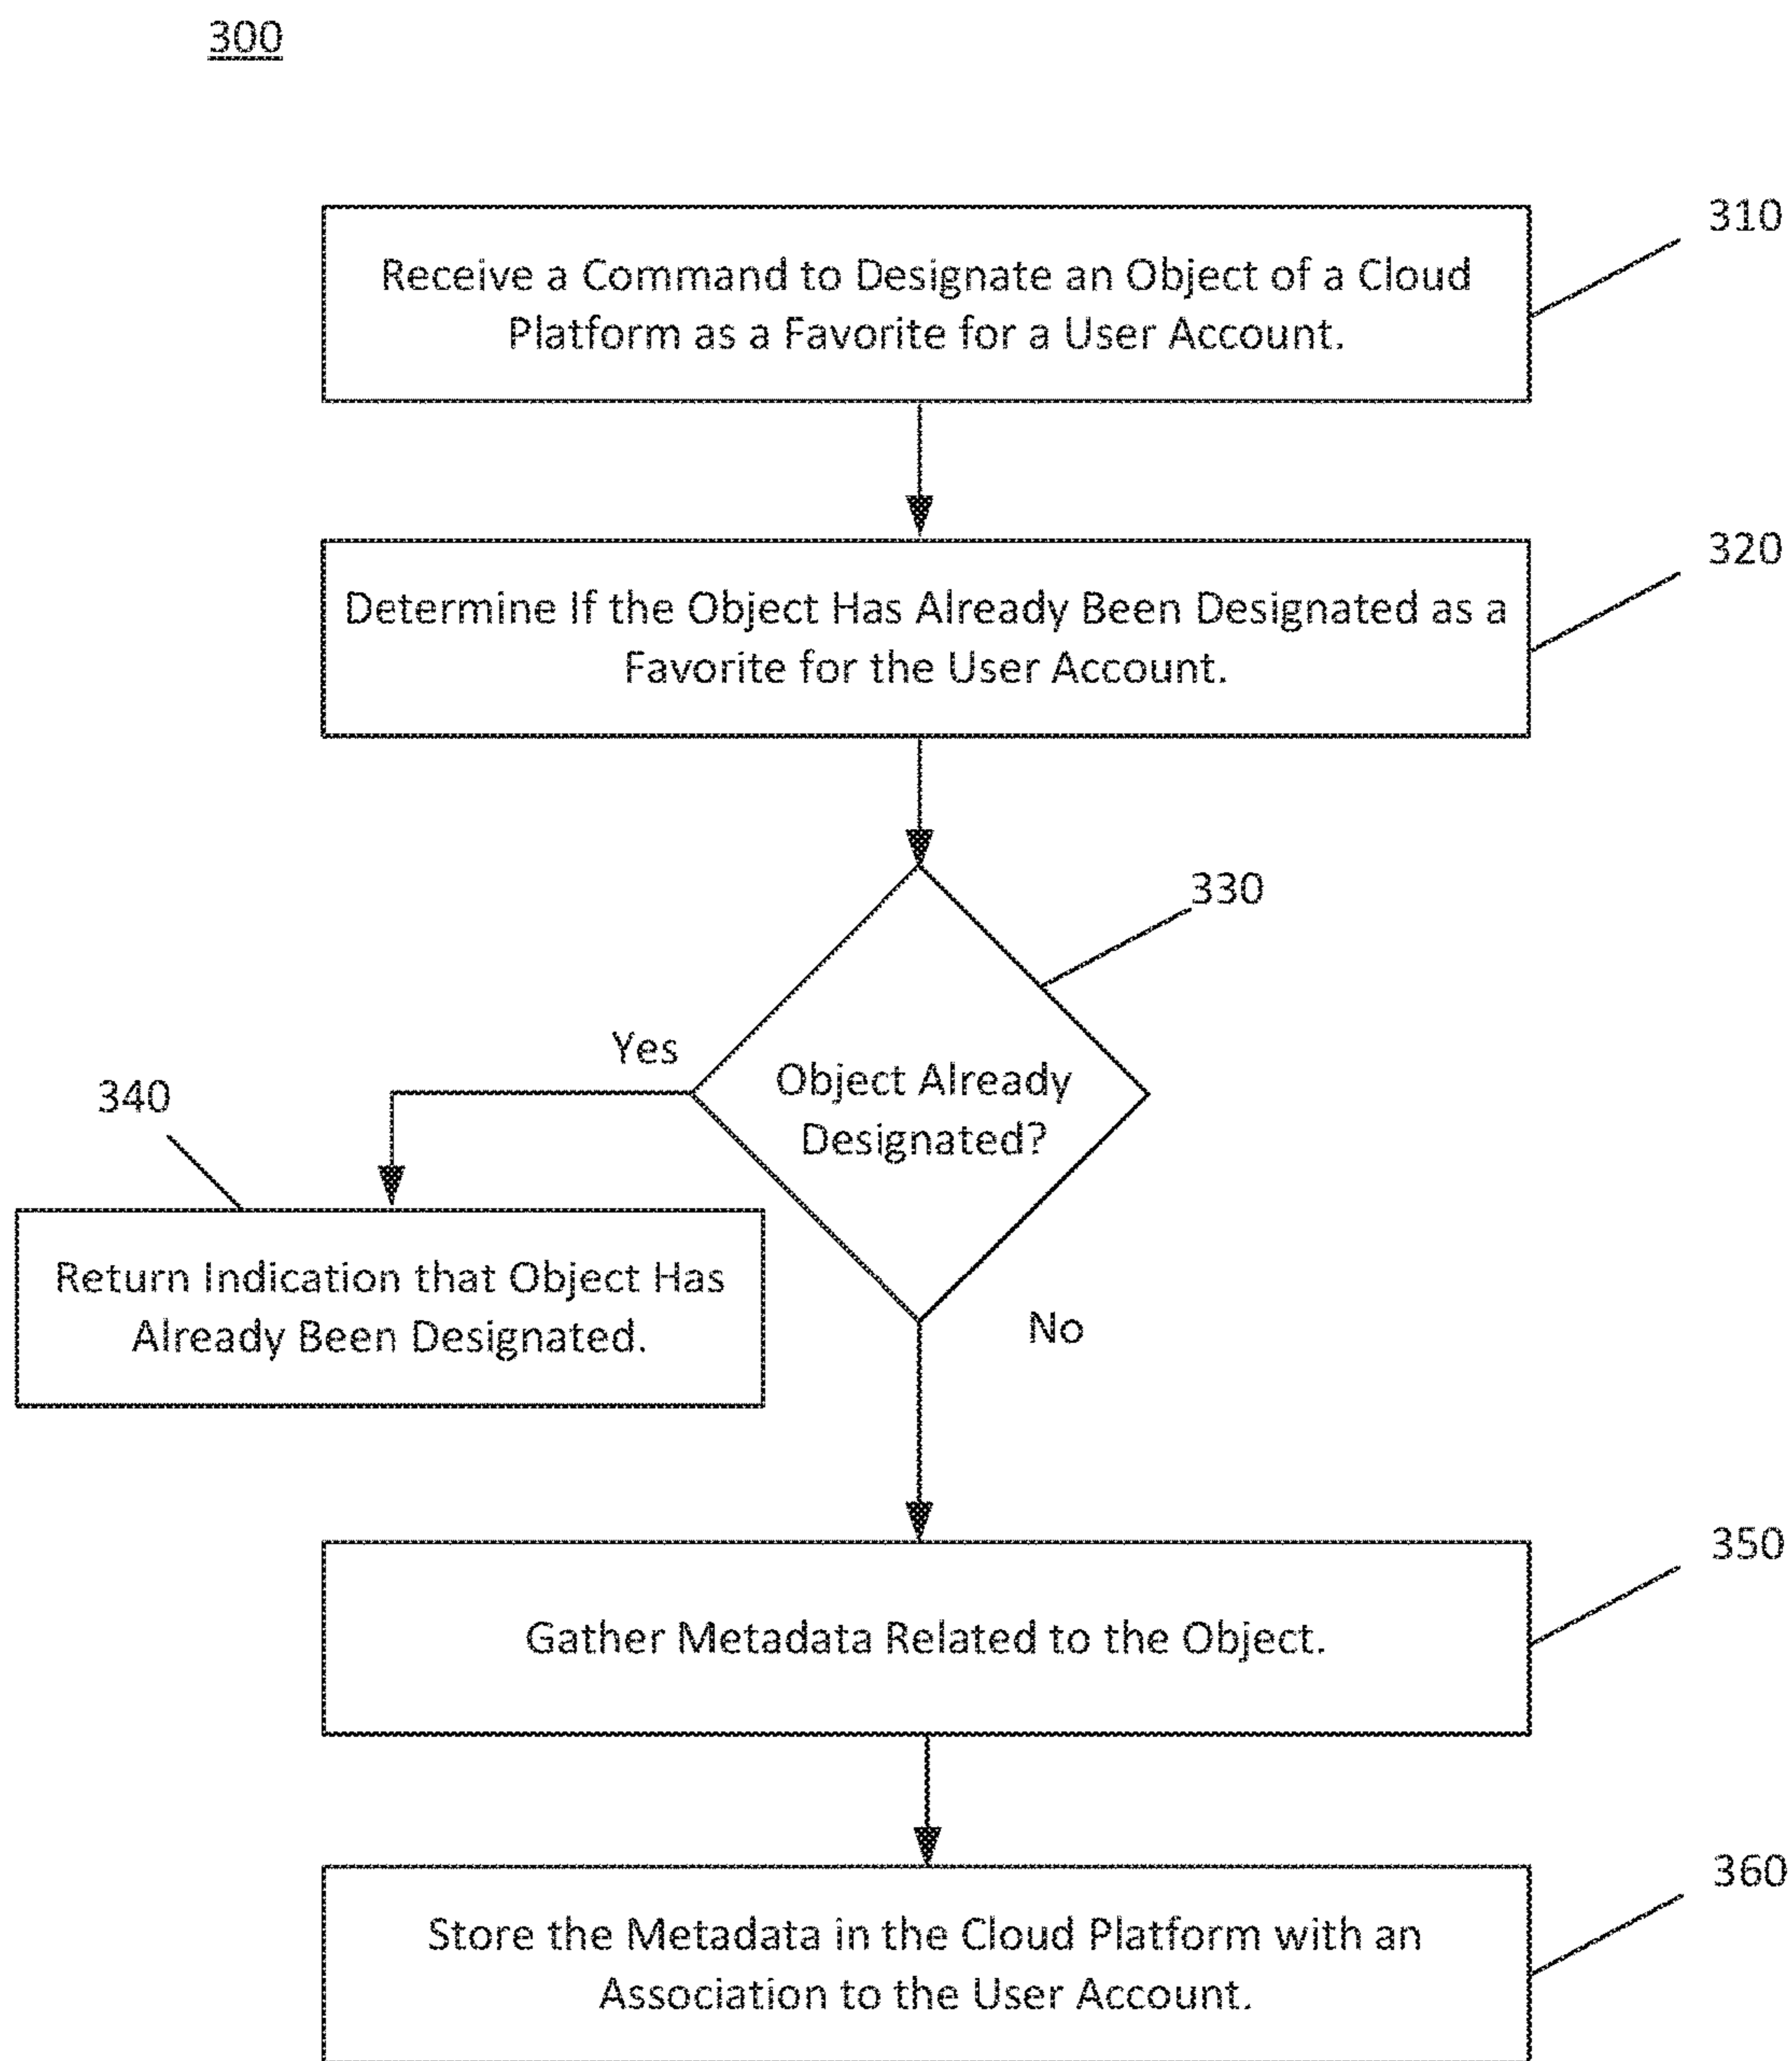 300
310
Receive a Command to Designate an Object of a Cloud
Platform as a Favorite for a User Account.
320
Determine If the Object Has Already Been Designated as a
Favorite for the User Account.
330
Object Already
Designated?
Yes
340
Return Indication that Object Has
Already Been Designated.
No
350
Gather Metadata Related to the Object.
360
Store the Metadata in the Cloud Platform with an
Association to the User Account.